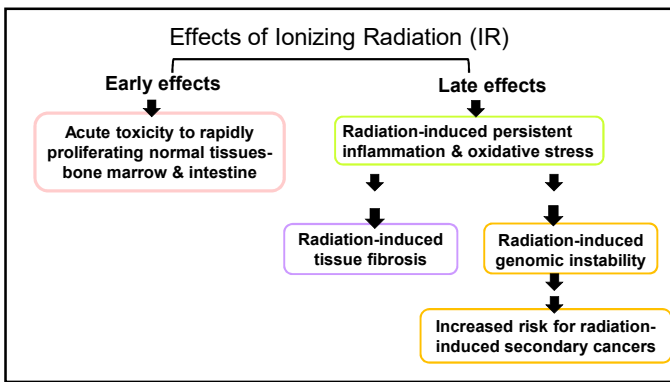 Effects of Ionizing Radiation (IR)
Early effects
Late effects
Acute toxicity to rapidly
proliferating normal tissues-
bone marrow & intestine
Radiation-induced persistent
inflammation & oxidative stress
Radiation-induced
tissue fibrosis
Radiation-induced
genomic instability
Increased risk for radiation-
induced secondary cancers